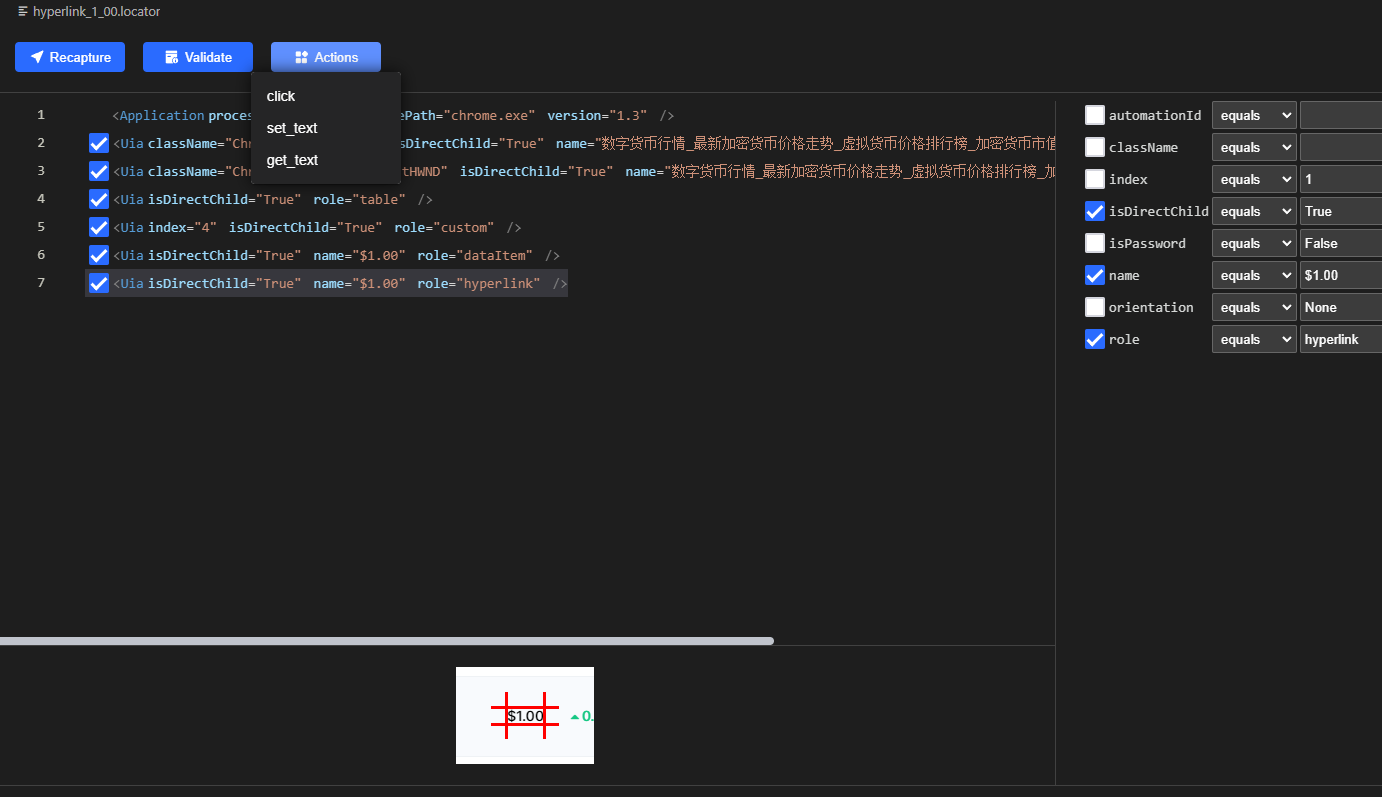 hyperlink_1_00.locator
Recapture Validate Actions
click
set_text
get_text
1 <Application ePath="chrome.exe" version="1.3" />
2 <Uia className="Chr sDirectChild="True" name="数字货币行情_最新加密货币价格走势_虚拟货币价格排行榜_加密货币市值
3 <Uia className="Chr tHWND" isDirectChild="True" name="数字货币行情_最新加密货币价格走势_虚拟货币价格排行榜_加
4 <Uia isDirectChild="True" role="table" />
5 <Uia index="4" isDirectChild="True" role="custom" />
6 <Uia isDirectChild="True" name="$1.00" role="dataItem" />
7 <Uia isDirectChild="True" name="$1.00" role="hyperlink" />
automationId equals
className equals
index equals 1
isDirectChild equals True
isPassword equals False
name equals $1.00
orientation equals None
role equals hyperlink
$1.00 0.